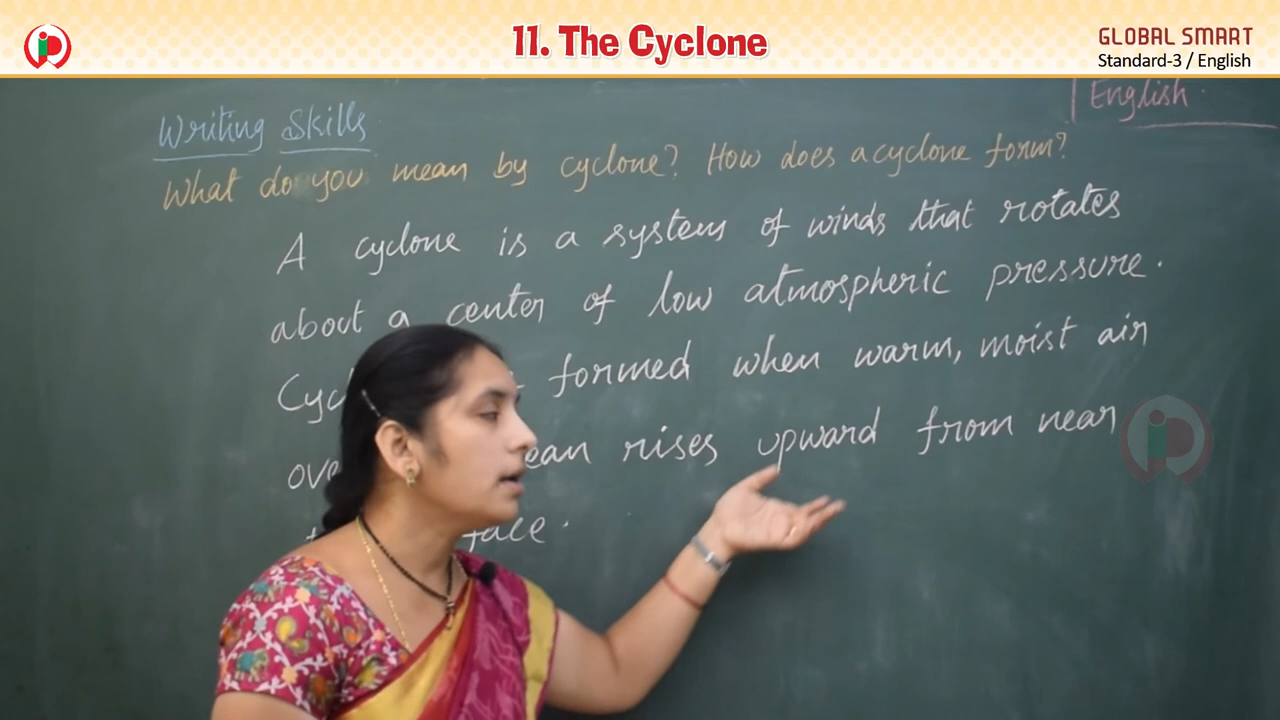 11. The Cyclone
GLOBAL SMART
Standard-3 / English
English
Writing Skills
What do you mean by cyclone? How does a cyclone form?
A cyclone is a system of winds that rotates
about a center of low atmospheric pressure.
formed when warm, moist air
rises upward from near